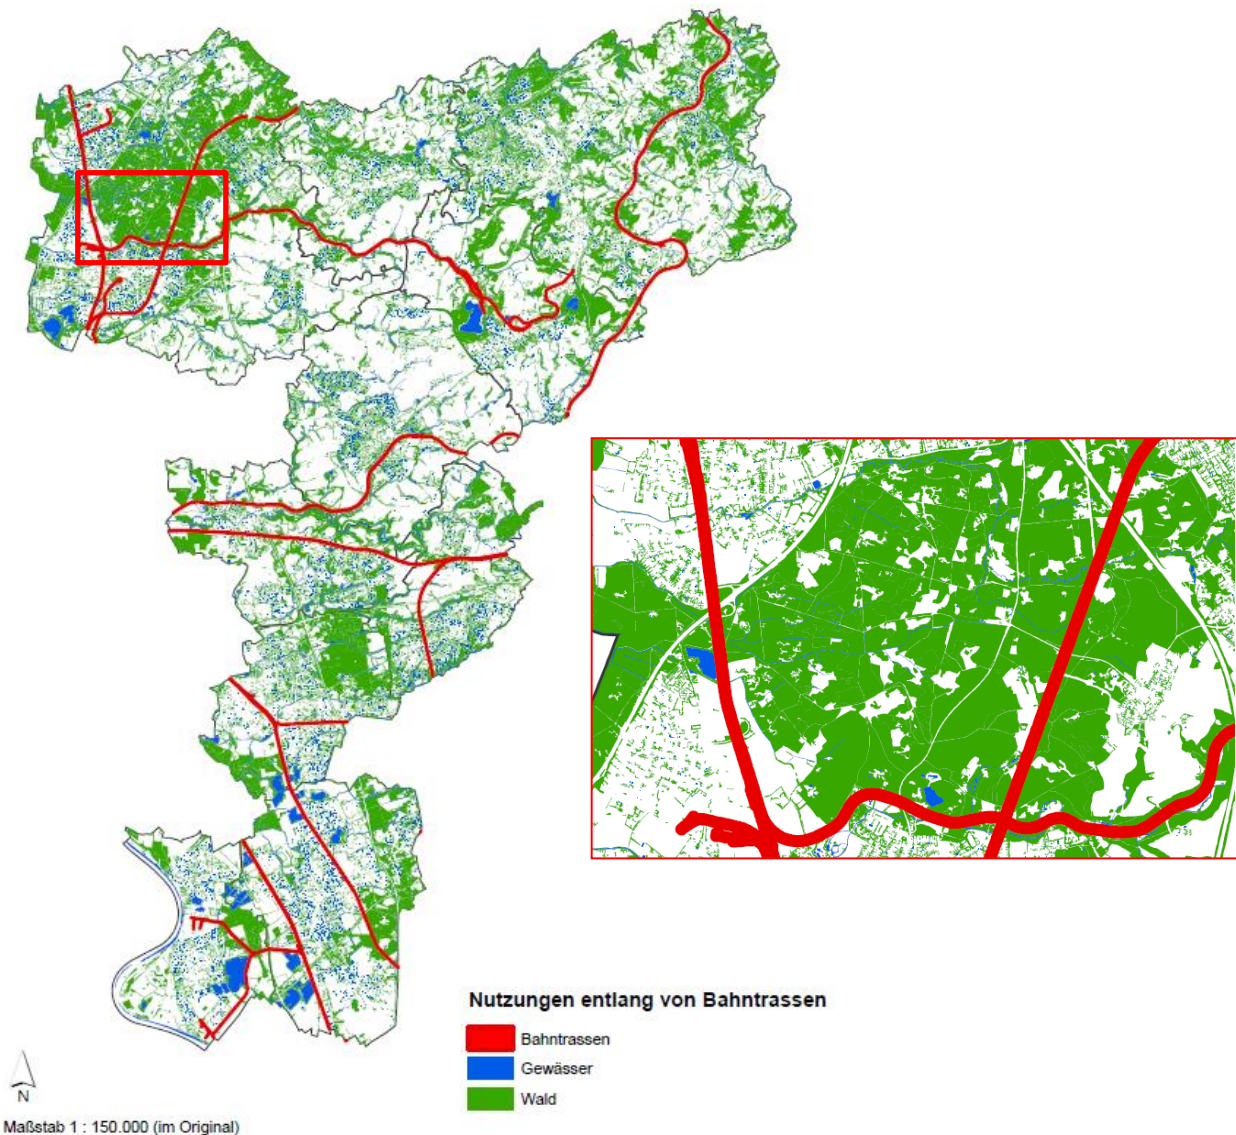 Nutzungen entlang von Bahntrassen
Bahntrassen
Gewässer
Wald
N
Maßstab 1 : 150.000 (im Original)